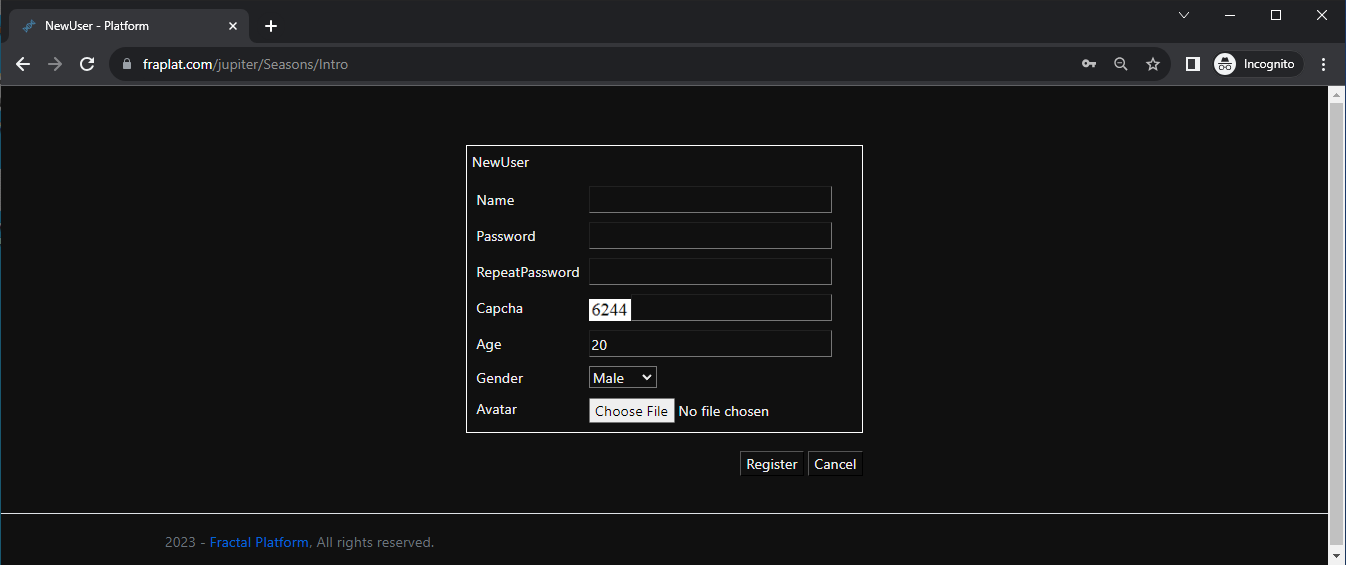 NewUser - Platform
fraplat.com/jupiter/Seasons/Intro
Incognito
NewUser
Name
Password
RepeatPassword
Capcha 6244
Age 20
Gender Male
Avatar Choose File No file chosen
Register Cancel
2023 - Fractal Platform, All rights reserved.